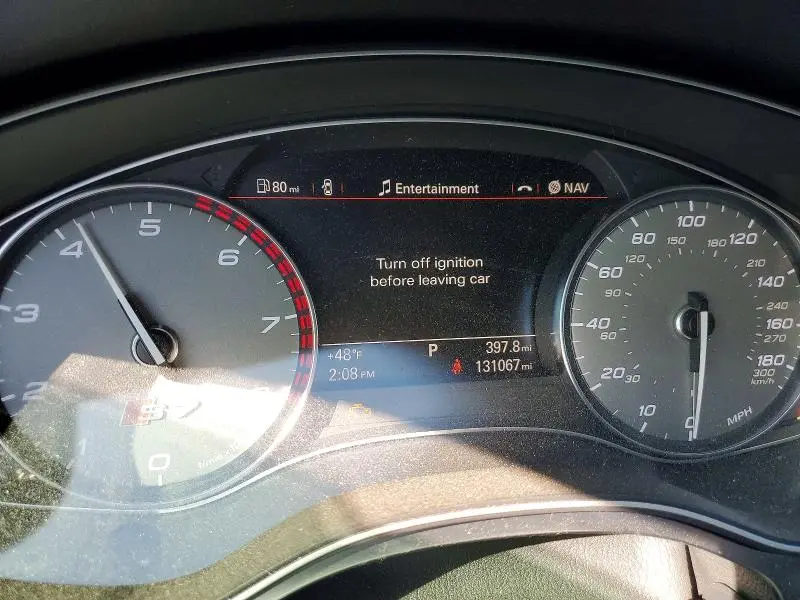 80 mi
Entertainment
NAV
Turn off ignition
before leaving car
+48°F
P
397.8 mi
2:08 PM
131067 mi
0
1
2
3
4
5
6
7
S7
0
10
20
40
60
80
100
120
140
160
180
30
60
90
120
150
180
210
240
270
300
km/h
MPH